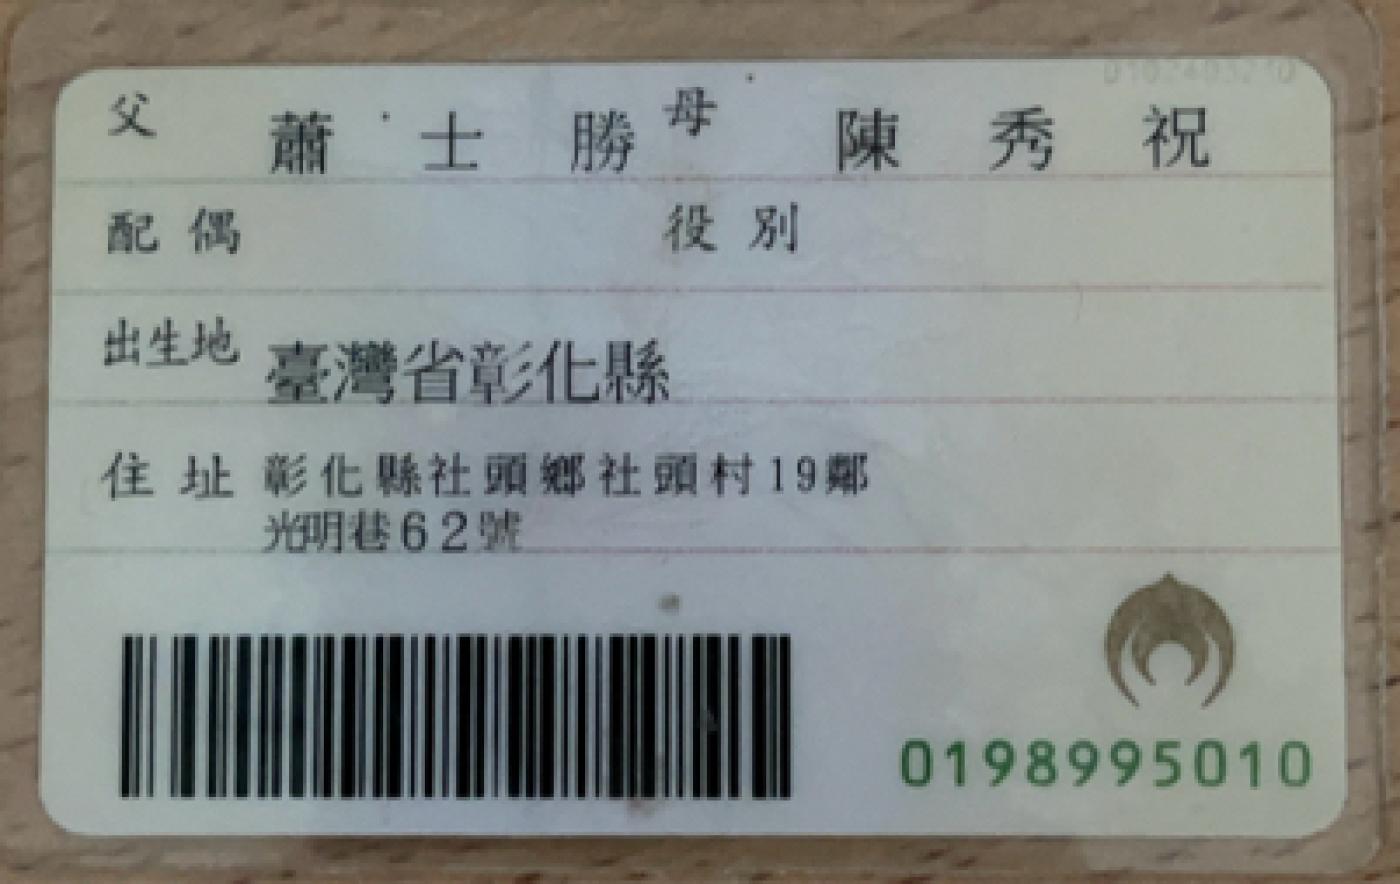 父 蕭士勝 母 陳秀祝
配偶 役別
出生地 臺灣省彰化縣
住址 彰化縣社頭鄉社頭村19鄰
光明巷62號
0198995010